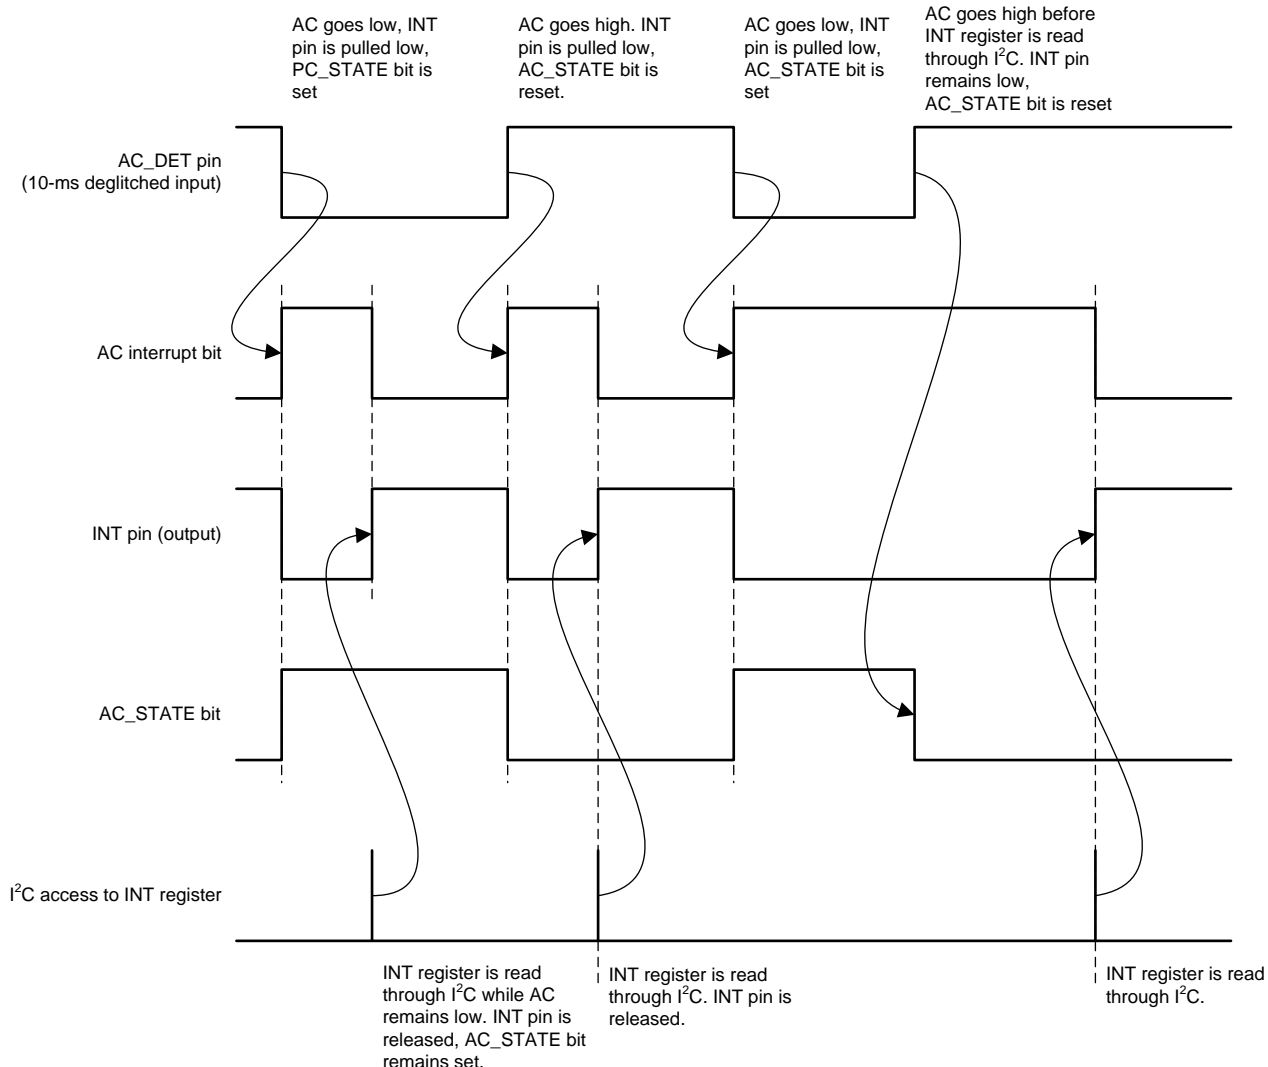 AC goes low, INT
pin is pulled low,
PC_STATE bit is
set
AC goes high. INT
pin is pulled low,
AC_STATE bit is
reset.
AC goes low, INT
pin is pulled low,
AC_STATE bit is
set
AC goes high before
INT register is read
through I²C. INT pin
remains low,
AC_STATE bit is reset
AC_DET pin
(10-ms deglitched input)
AC interrupt bit
INT pin (output)
AC_STATE bit
I²C access to INT register
INT register is read
through I²C while AC
remains low. INT pin is
released, AC_STATE bit
remains set.
INT register is read
through I²C. INT pin is
released.
INT register is read
through I²C.